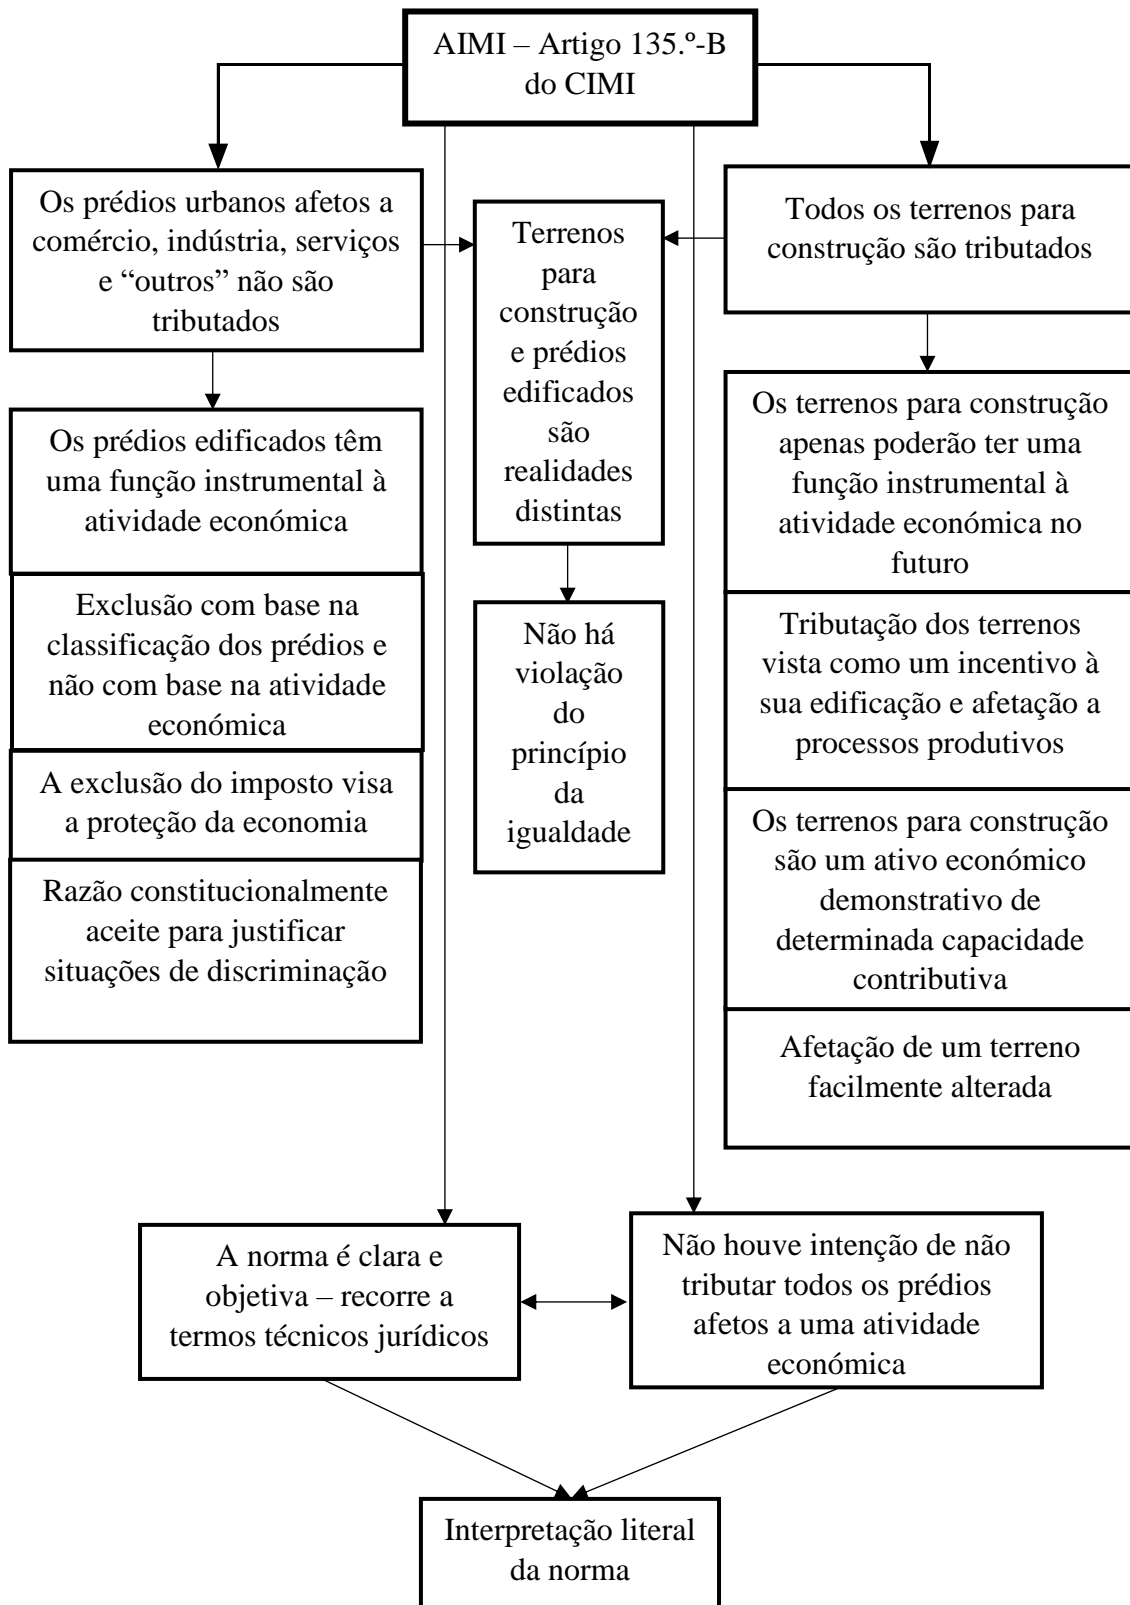 AIMI – Artigo 135.º-B
do CIMI
Os prédios urbanos afetos a
comércio, indústria, serviços
e “outros” não são
tributados
Terrenos
para
construção
e prédios
edificados
são
realidades
distintas
Todos os terrenos para
construção são tributados
Os prédios edificados têm
uma função instrumental à
atividade económica
Exclusão com base na
classificação dos prédios e
não com base na atividade
económica
A exclusão do imposto visa
a proteção da economia
Razão constitucionalmente
aceite para justificar
situações de discriminação
Não há
violação
do
princípio
da
igualdade
Os terrenos para construção
apenas poderão ter uma
função instrumental à
atividade económica no
futuro
Tributação dos terrenos
vista como um incentivo à
sua edificação e afetação a
processos produtivos
Os terrenos para construção
são um ativo económico
demonstrativo de
determinada capacidade
contributiva
Afetação de um terreno
facilmente alterada
A norma é clara e
objetiva – recorre a
termos técnicos jurídicos
Não houve intenção de não
tributar todos os prédios
afetos a uma atividade
económica
Interpretação literal
da norma